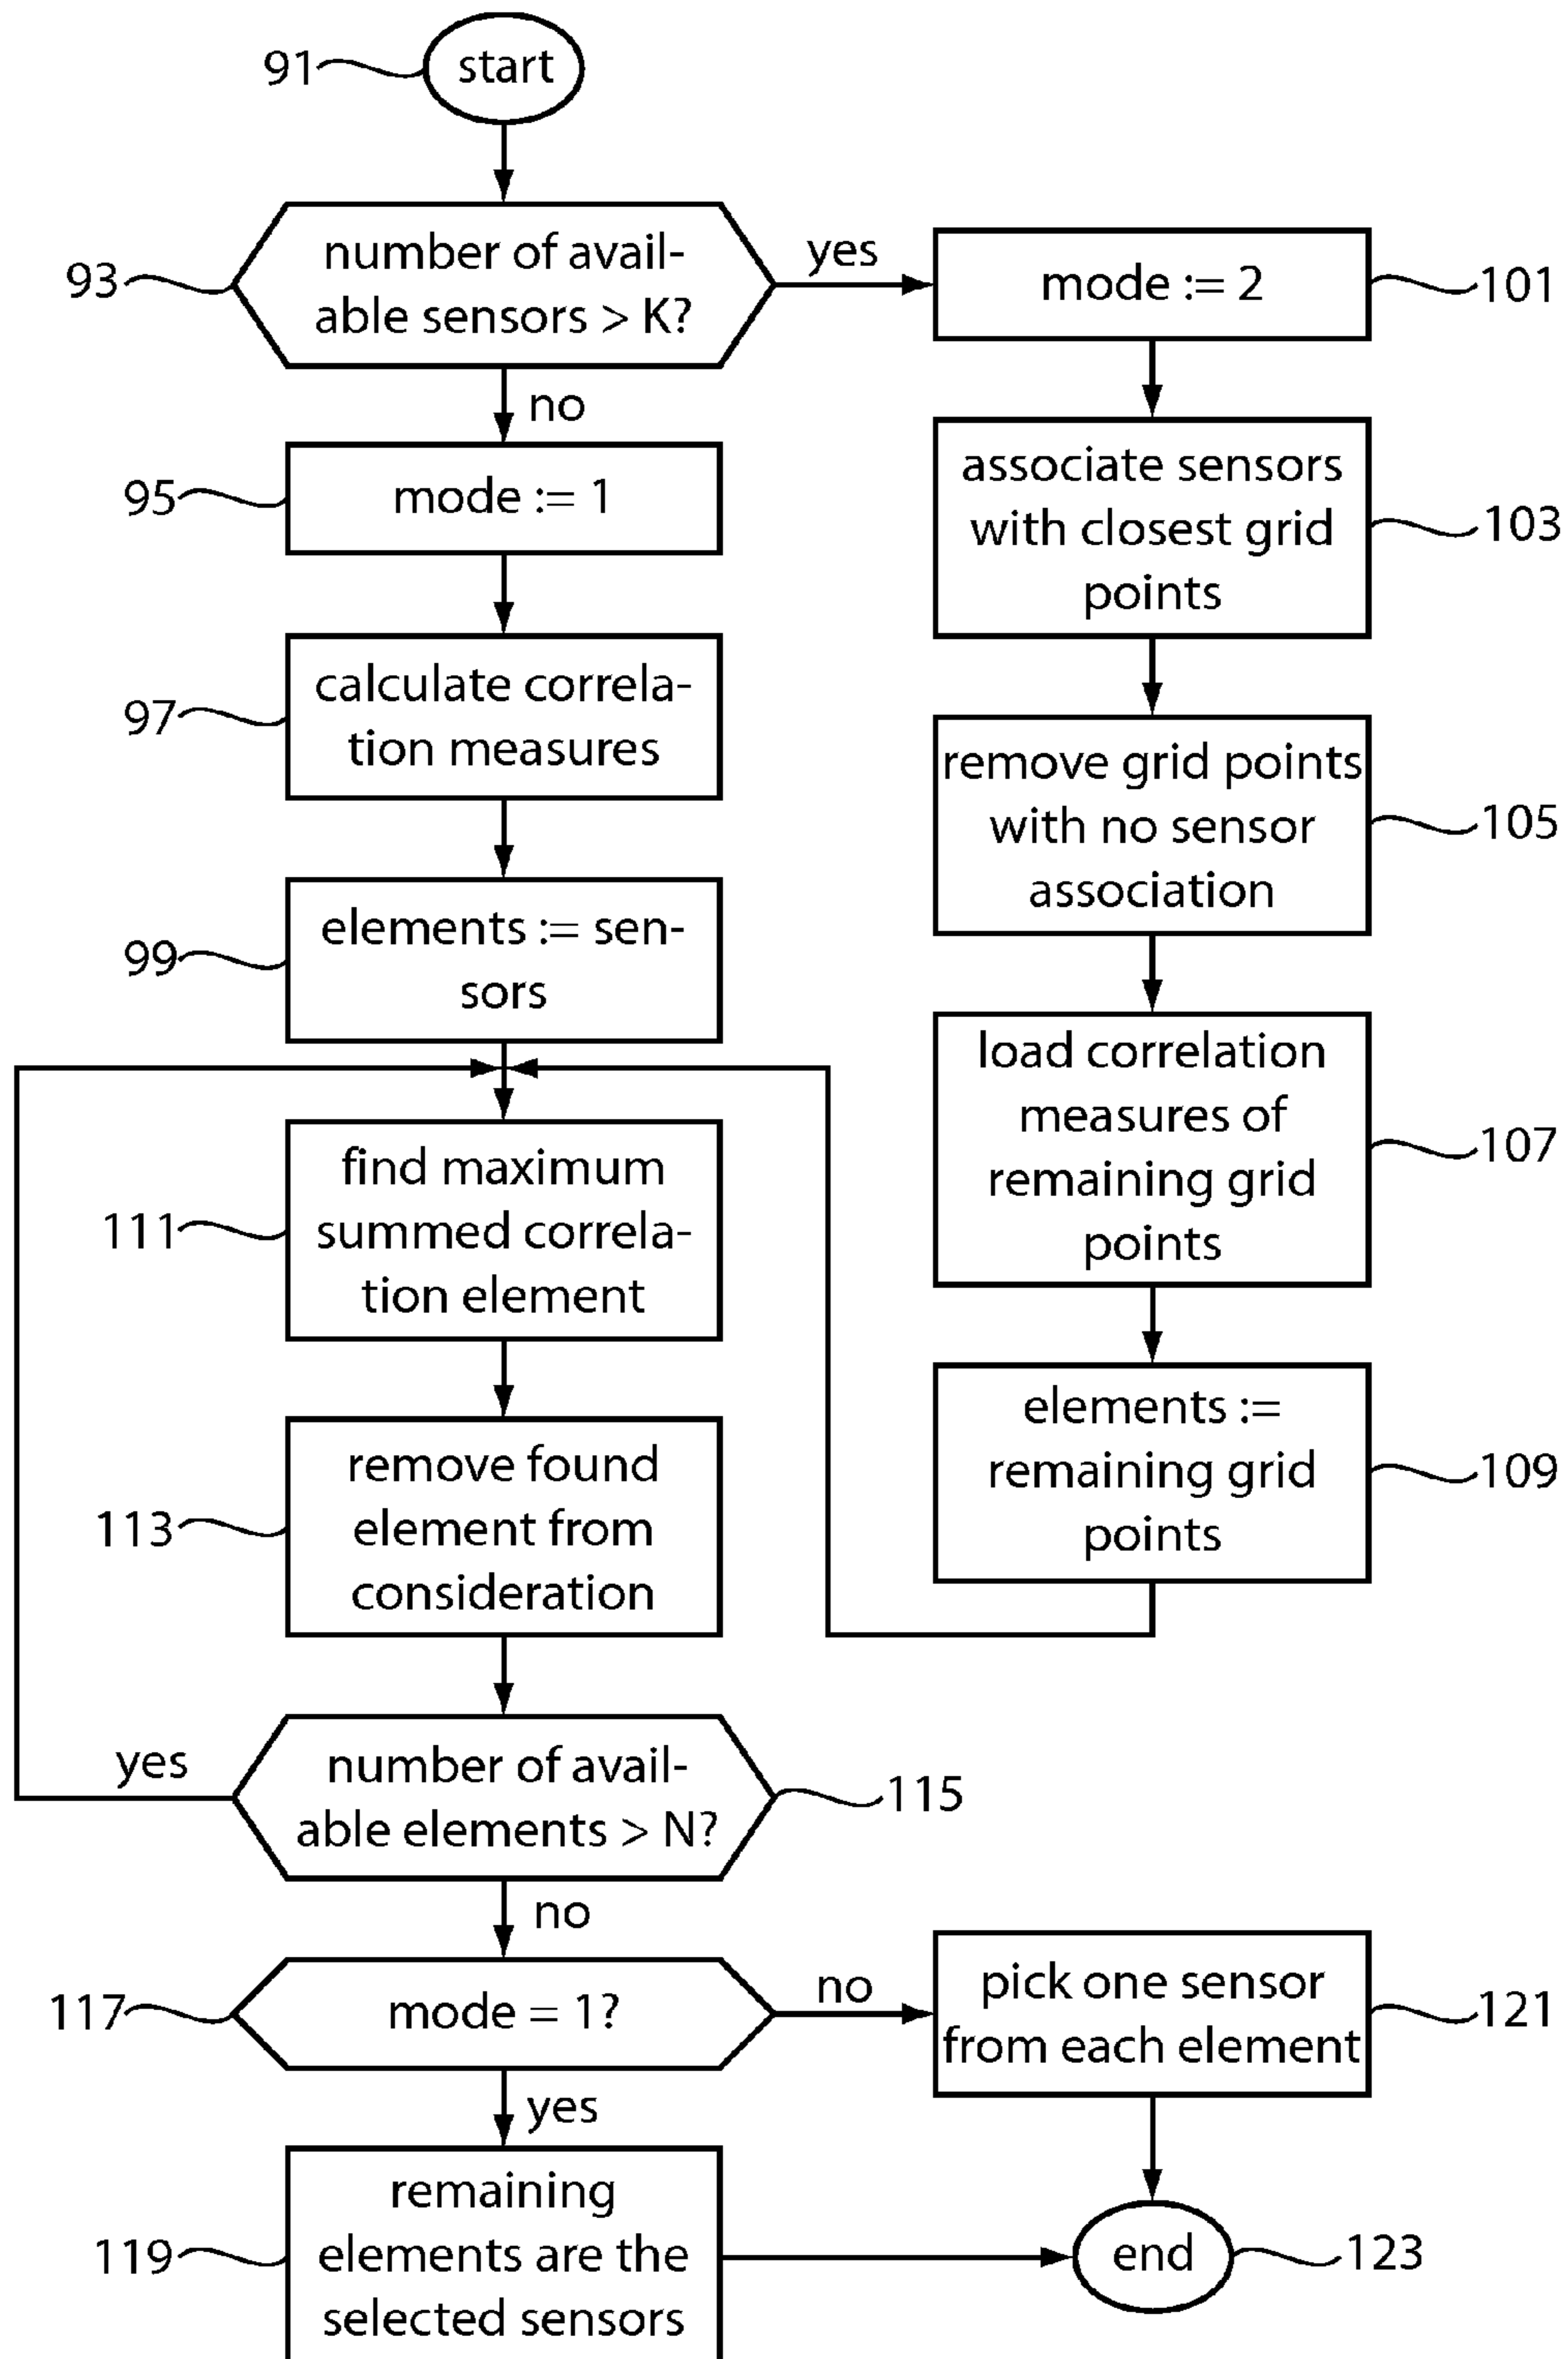 91
start
93
number of avail-
able sensors > K?
yes
mode := 2
101
no
95
mode := 1
associate sensors
with closest grid
points
103
97
calculate correla-
tion measures
remove grid points
with no sensor
association
105
99
elements := sen-
sors
load correlation
measures of
remaining grid
points
107
111
find maximum
summed correla-
tion element
elements :=
remaining grid
points
109
113
remove found
element from
consideration
yes
number of avail-
able elements > N?
115
no
117
mode = 1?
no
pick one sensor
from each element
121
yes
119
remaining
elements are the
selected sensors
end
123